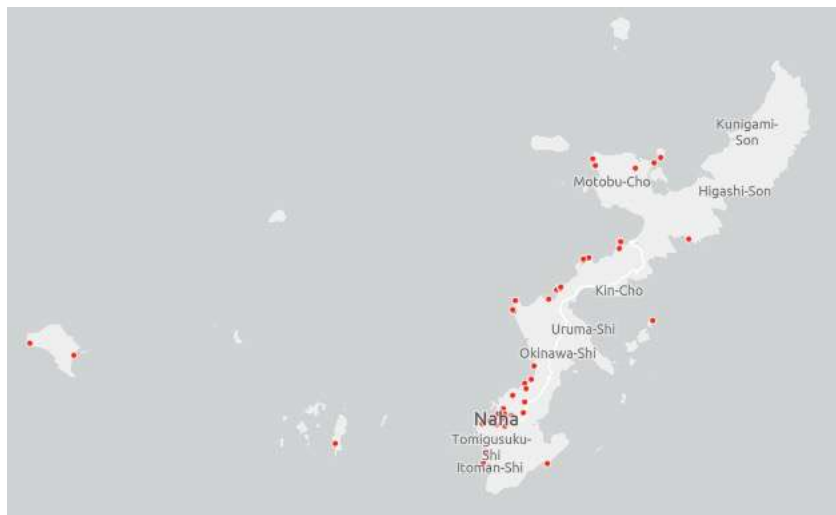 Kunigami-
Son
Motobu-Cho
Higashi-Son
Kin-Cho
Uruma-Shi
Okinawa-Shi
Naha
Tomigusuku-
Shi
Itoman-Shi